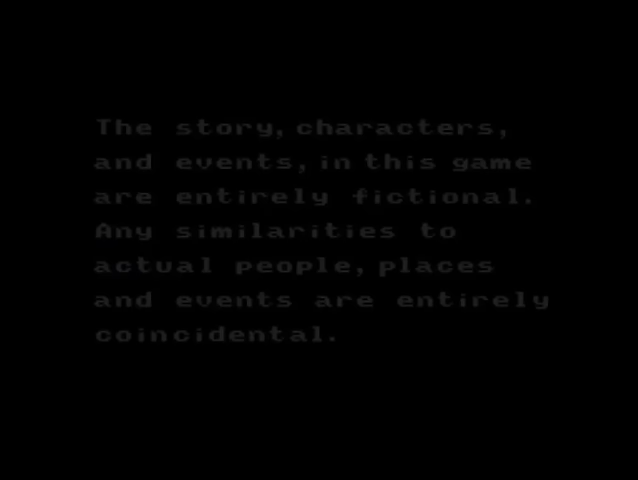 The story, characters,
and events, in this game
are entirely fictional.
Any similarities to
actual people, places
and events are entirely
coincidental.